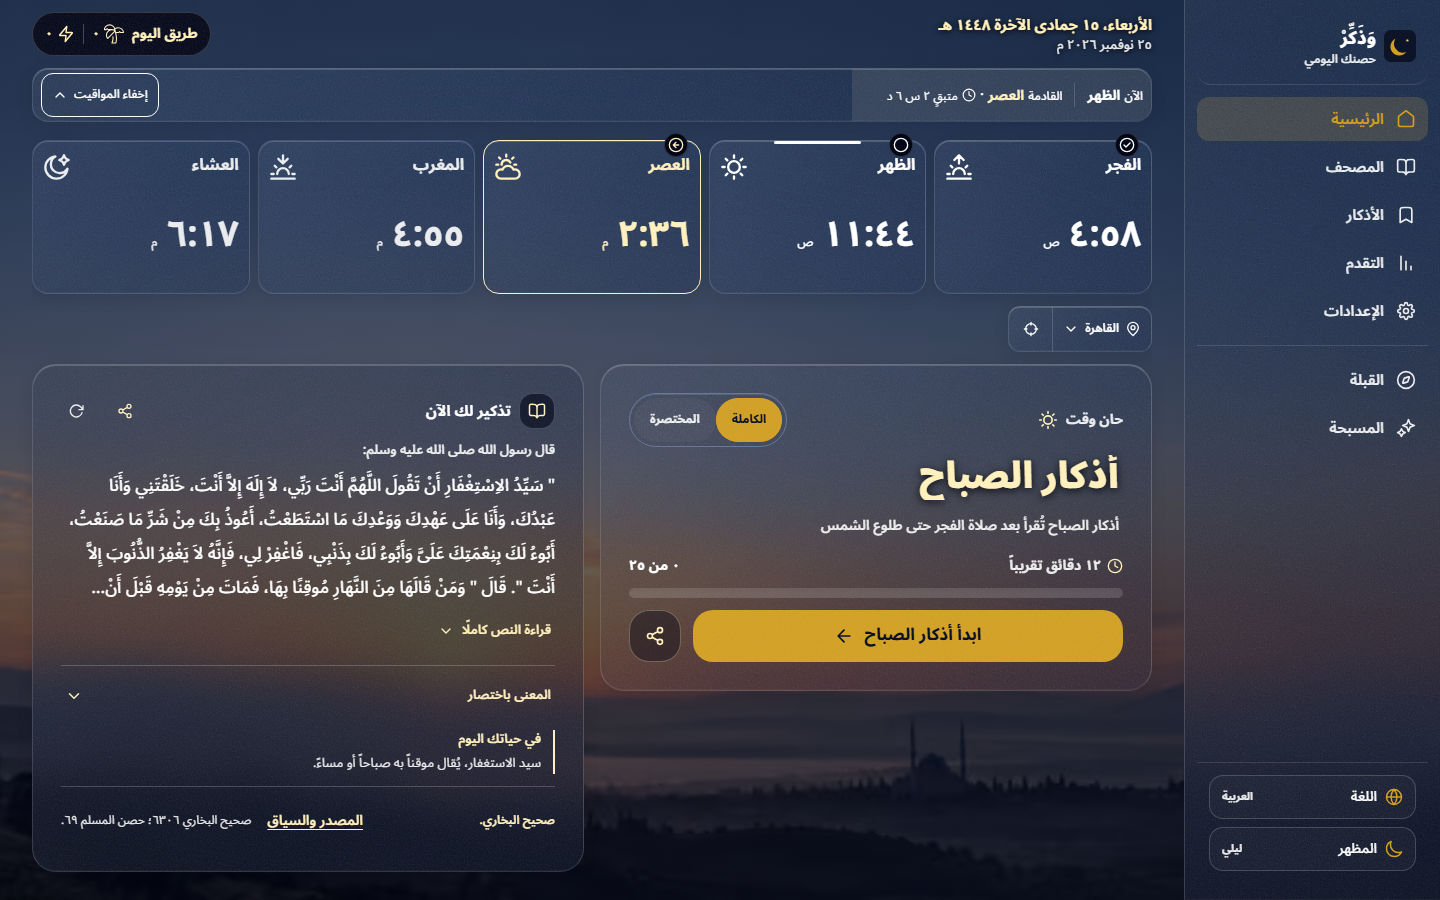 وَذَكِّرْ
حصنك اليومي
الرئيسية
المصحف
الأذكار
التقدم
الإعدادات
القبلة
المسبحة
اللغة العربية
المظهر ليلي
الأربعاء، ١٥ جمادى الآخرة ١٤٤٨ هـ
٢٥ نوفمبر ٢٠٢٦ م
طريق اليوم ٠ ٠
الآن الظهر القادمة العصر · متبقٍ ٢ س ٦ د
إخفاء المواقيت
الفجر
٤:٥٨ ص
الظهر
١١:٤٤ ص
العصر
٢:٣٦ م
المغرب
٤:٥٥ م
العشاء
٦:١٧ م
القاهرة
حان وقت
الكاملة المختصرة
أذكار الصباح
أذكار الصباح تُقرأ بعد صلاة الفجر حتى طلوع الشمس
١٢ دقائق تقريباً ٠ من ٢٥
ابدأ أذكار الصباح
تذكير لك الآن
قال رسول الله صلى الله عليه وسلم:
" سَيِّدُ الاِسْتِغْفَارِ أَنْ تَقُولَ اللَّهُمَّ أَنْتَ رَبِّي، لاَ إِلَهَ إِلاَّ أَنْتَ، خَلَقْتَنِي وَأَنَا
عَبْدُكَ، وَأَنَا عَلَى عَهْدِكَ وَوَعْدِكَ مَا اسْتَطَعْتُ، أَعُوذُ بِكَ مِنْ شَرِّ مَا صَنَعْتُ،
أَبُوءُ لَكَ بِنِعْمَتِكَ عَلَىَّ وَأَبُوءُ لَكَ بِذَنْبِي، فَاغْفِرْ لِي، فَإِنَّهُ لاَ يَغْفِرُ الذُّنُوبَ إِلاَّ
أَنْتَ ". قَالَ " وَمَنْ قَالَهَا مِنَ النَّهَارِ مُوقِنًا بِهَا، فَمَاتَ مِنْ يَوْمِهِ قَبْلَ أَنْ...
قراءة النص كاملًا
المعنى باختصار
في حياتك اليوم
سيد الاستغفار، يُقال موقناً به صباحاً أو مساءً.
صحيح البخاري. المصدر والسياق صحيح البخاري ٦٣٠٦؛ حصن المسلم ٦٩.